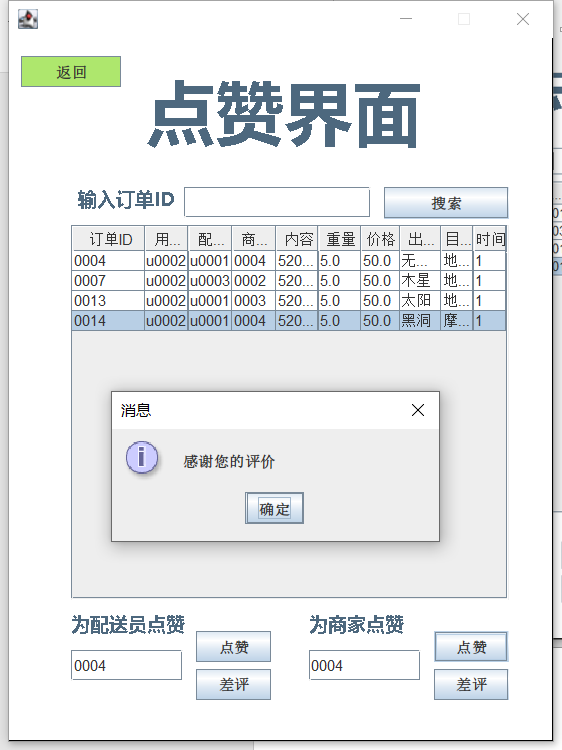 返回
点赞界面
输入订单ID
搜索
订单ID 用... 配... 商... 内容 重量 价格 出... 目... 时间
0004 u0002 u0001 0004 520... 5.0 50.0 无... 地... 1
0007 u0002 u0003 0002 520... 5.0 50.0 木星 地... 1
0013 u0002 u0001 0003 520... 5.0 50.0 太阳 地... 1
0014 u0002 u0001 0004 520... 5.0 50.0 黑洞 摩... 1
消息
感谢您的评价
确定
为配送员点赞
点赞
0004
差评
为商家点赞
点赞
0004
差评